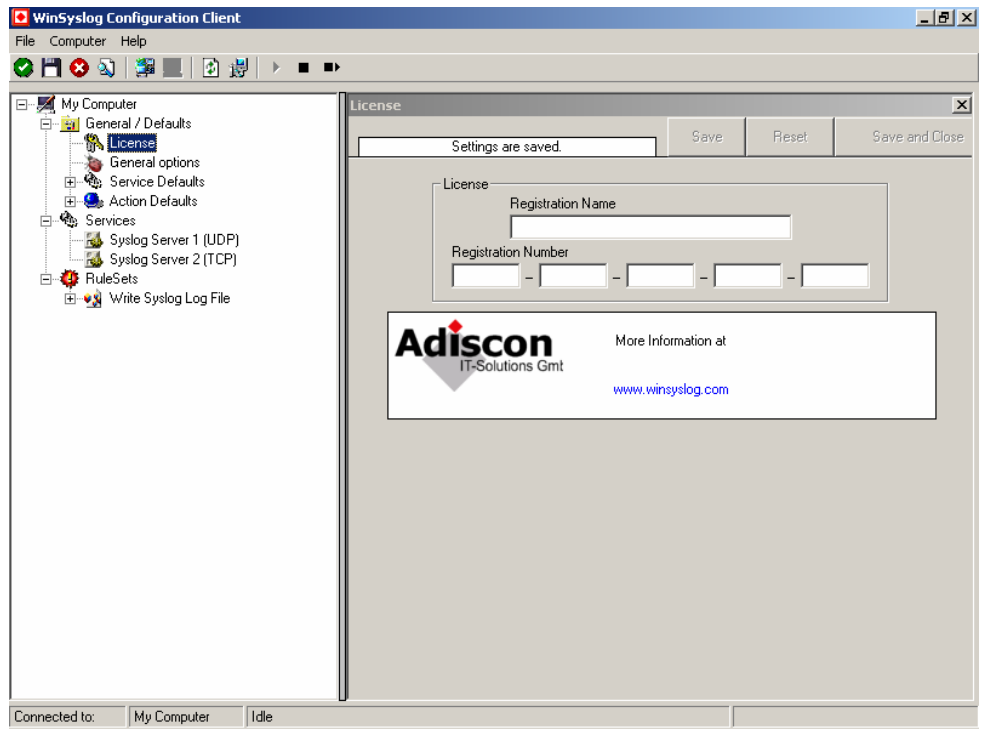 WinSyslog Configuration Client
File Computer Help
My Computer
General / Defaults
License
General options
Service Defaults
Action Defaults
Services
Syslog Server 1 (UDP)
Syslog Server 2 (TCP)
RuleSets
Write Syslog Log File
License
Settings are saved.
Save Reset Save and Close
License
Registration Name
Registration Number
– – – –
Adiscon
IT-Solutions Gmt
More Information at
www.winsyslog.com
Connected to: My Computer Idle